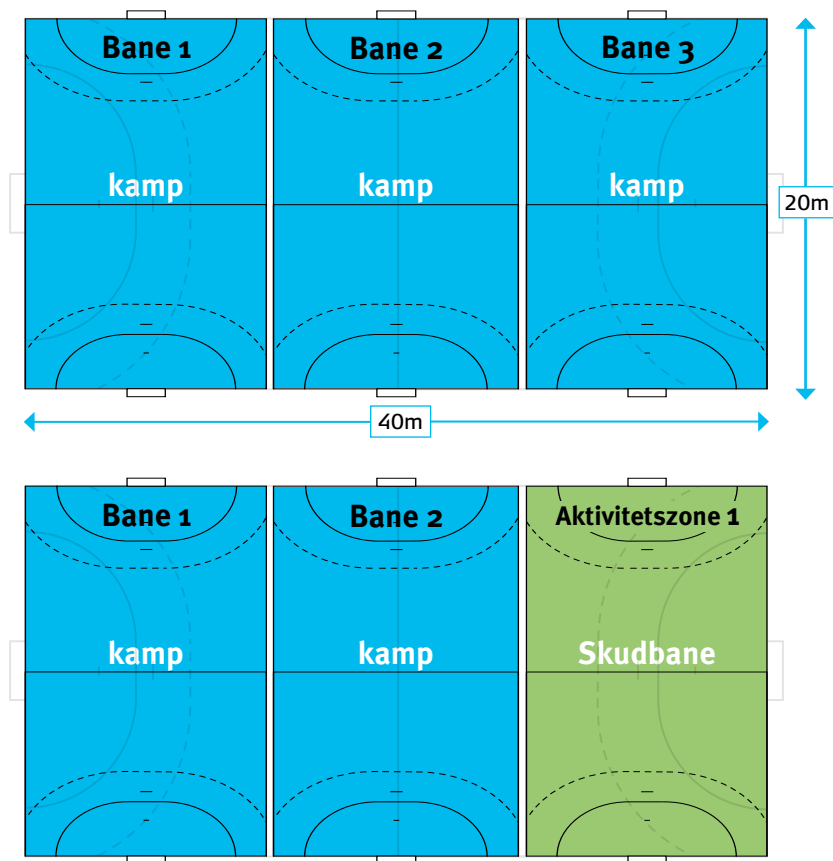 Bane 1
Bane 2
Bane 3
kamp
kamp
kamp
20m
40m
Bane 1
Bane 2
Aktivitetszone 1
kamp
kamp
Skudbane